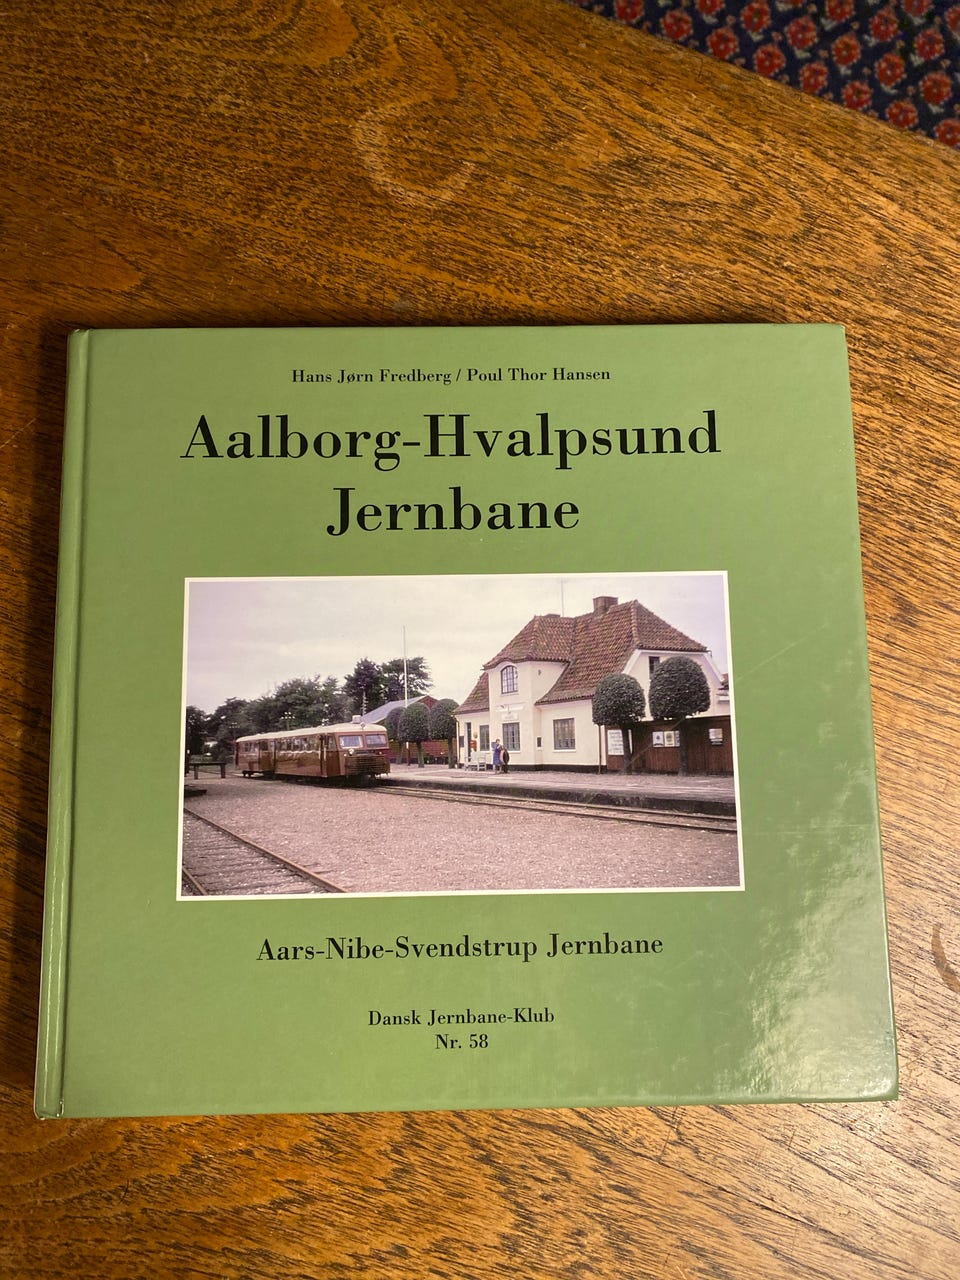 Hans Jørn Fredberg / Poul Thor Hansen
Aalborg-Hvalpsund
Jernbane
Aars-Nibe-Svendstrup Jernbane
Dansk Jernbane-Klub
Nr. 58